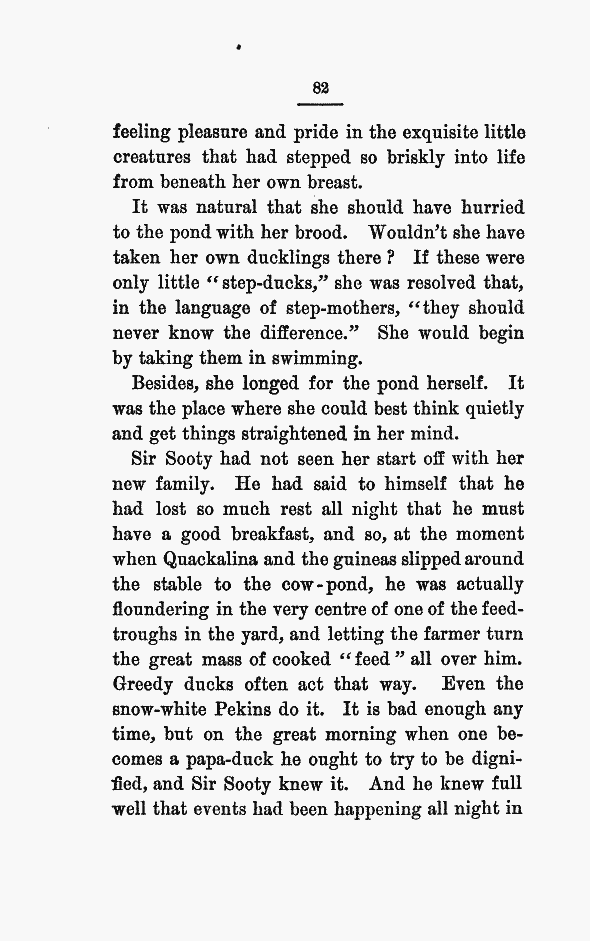 82
feeling pleasure and pride in the exquisite little
creatures that had stepped so briskly into life
from beneath her own breast.
It was natural that she should have hurried
to the pond with her brood. Wouldn't she have
taken her own ducklings there ? If these were
only little “step-ducks,” she was resolved that,
in the language of step-mothers, “they should
never know the difference.” She would begin
by taking them in swimming.
Besides, she longed for the pond herself. It
was the place where she could best think quietly
and get things straightened in her mind.
Sir Sooty had not seen her start off with her
new family. He had said to himself that he
had lost so much rest all night that he must
have a good breakfast, and so, at the moment
when Quackalina and the guineas slipped around
the stable to the cow-pond, he was actually
floundering in the very centre of one of the feed-
troughs in the yard, and letting the farmer turn
the great mass of cooked “feed” all over him.
Greedy ducks often act that way. Even the
snow-white Pekins do it. It is bad enough any
time, but on the great morning when one be-
comes a papa-duck he ought to try to be digni-
fied, and Sir Sooty knew it. And he knew full
well that events had been happening all night in